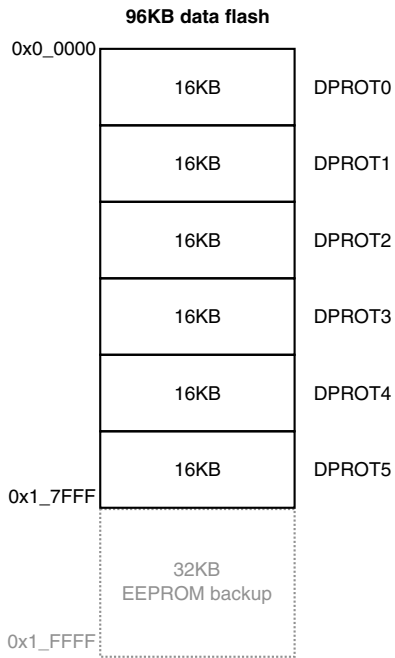 96KB data flash
0x0_0000
16KB DPROT0
16KB DPROT1
16KB DPROT2
16KB DPROT3
16KB DPROT4
16KB DPROT5
0x1_7FFF
32KB
EEPROM backup
0x1_FFFF